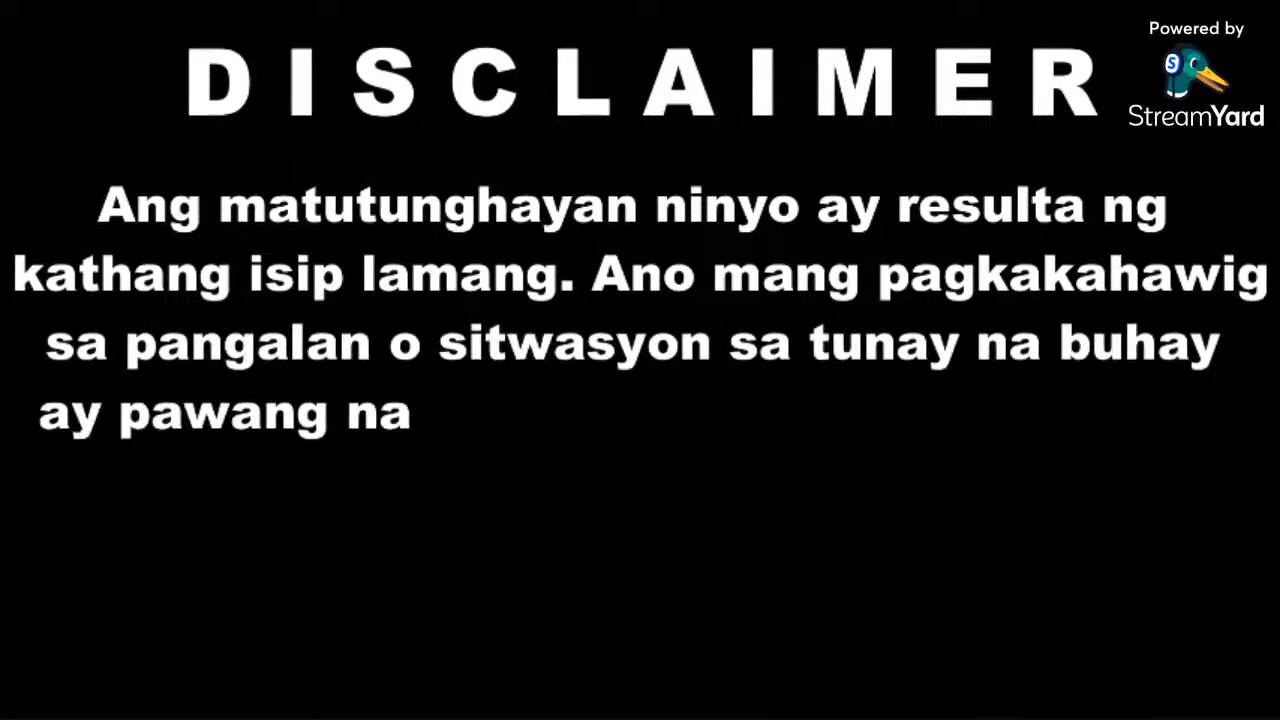 Powered by
D I S C L A I M E R
StreamYard
Ang matutunghayan ninyo ay resulta ng
kathang isip lamang. Ano mang pagkakahawig
sa pangalan o sitwasyon sa tunay na buhay
ay pawang na